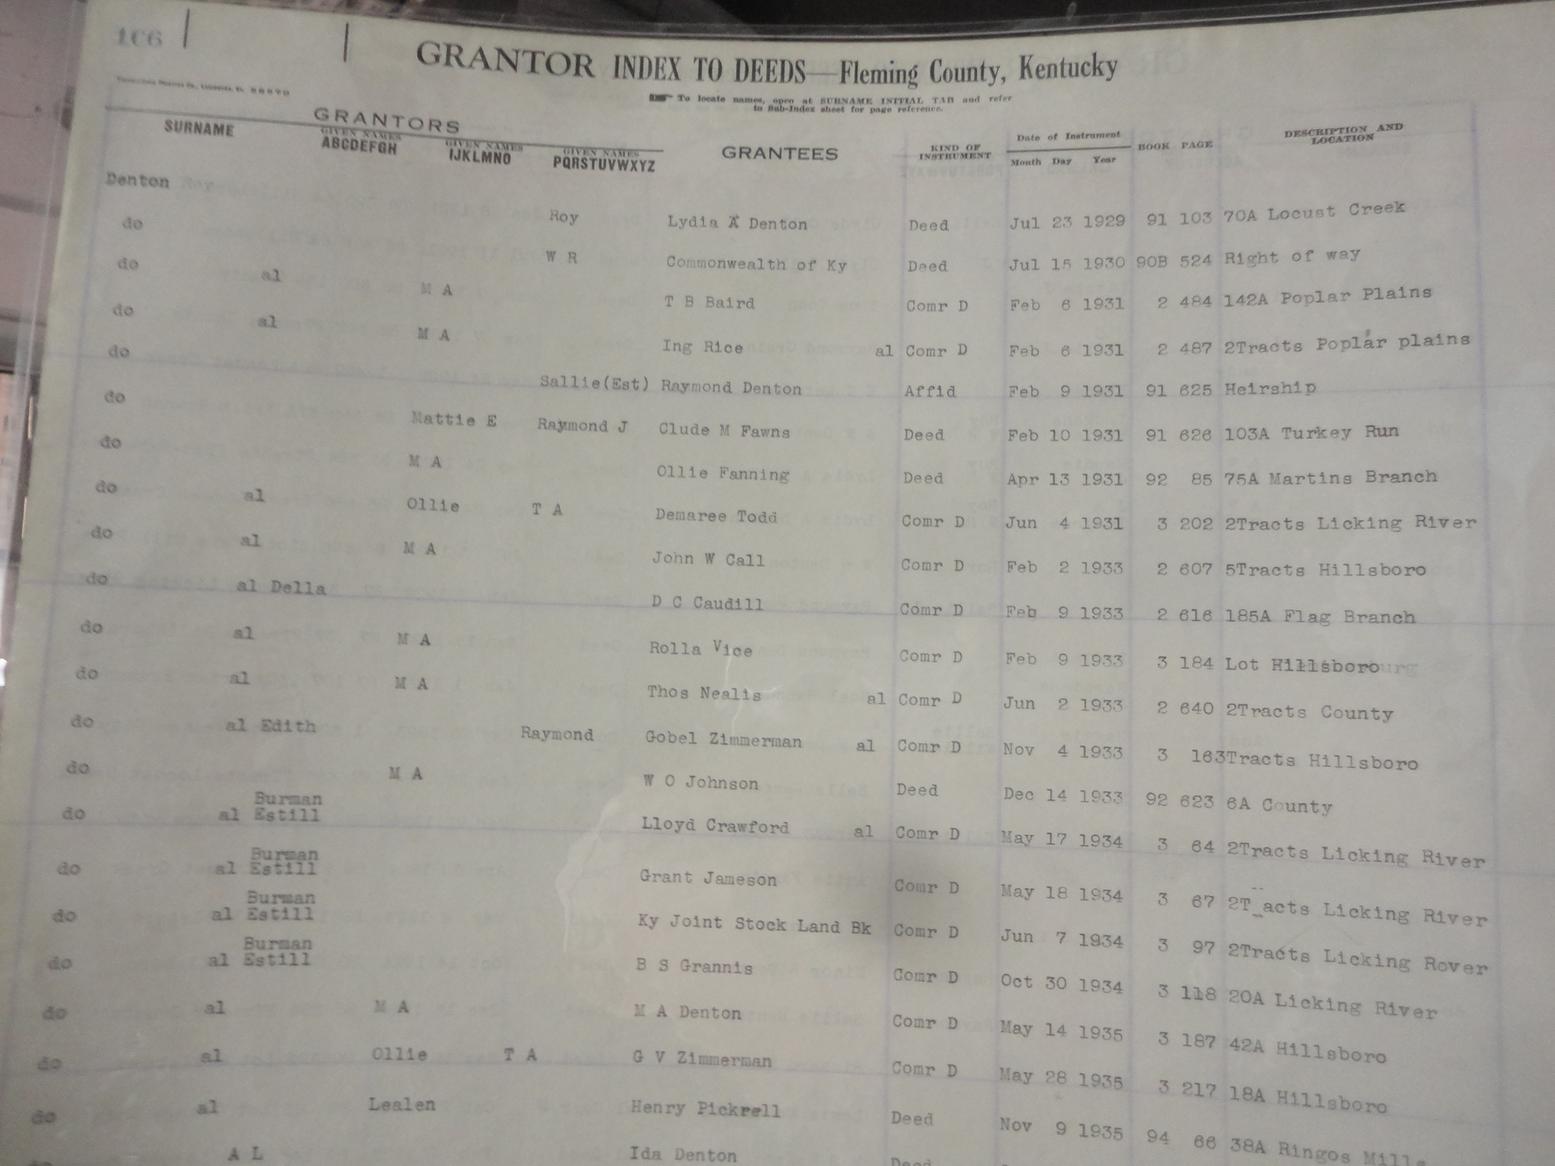 106
GRANTOR INDEX TO DEEDS—Fleming County, Kentucky
To locate names, open at SURNAME INITIAL TAB and refer
to Sub-Index sheet for page reference.
GRANTORS
SURNAME GIVEN NAMES ABCDEFGH GIVEN NAMES IJKLMNO GIVEN NAMES PQRSTUVWXYZ GRANTEES KIND OF INSTRUMENT Date of Instrument Month Day Year BOOK PAGE DESCRIPTION AND LOCATION
Denton Roy Lydia A Denton Deed Jul 23 1929 91 103 70A Locust Creek
do W R Commonwealth of Ky Deed Jul 15 1930 90B 524 Right of way
do al M A T B Baird Comr D Feb 6 1931 2 484 142A Poplar Plains
do al M A Ing Rice al Comr D Feb 6 1931 2 487 2Tracts Poplar plains
do Sallie(Est) Raymond Denton Affid Feb 9 1931 91 625 Heirship
do Mattie E Raymond J Clude M Fawns Deed Feb 10 1931 91 626 103A Turkey Run
do M A Ollie Fanning Deed Apr 13 1931 92 85 75A Martins Branch
do al Ollie T A Demaree Todd Comr D Jun 4 1931 3 202 2Tracts Licking River
do al M A John W Call Comr D Feb 2 1933 2 607 5Tracts Hillsboro
do al Della D C Caudill Comr D Feb 9 1933 2 616 185A Flag Branch
do al M A Rolla Vice Comr D Feb 9 1933 3 184 Lot Hillsboro
do al M A Thos Nealis al Comr D Jun 2 1933 2 640 2Tracts County
do al Edith Raymond Gobel Zimmerman al Comr D Nov 4 1933 3 163Tracts Hillsboro
do M A W O Johnson Deed Dec 14 1933 92 623 6A County
do al Burman Estill Lloyd Crawford al Comr D May 17 1934 3 64 2Tracts Licking River
do al Burman Estill Grant Jameson Comr D May 18 1934 3 67 2T_acts Licking River
do al Burman Estill Ky Joint Stock Land Bk Comr D Jun 7 1934 3 97 2Tracts Licking Rover
do al Burman Estill B S Grannis Comr D Oct 30 1934 3 118 20A Licking River
do al M A M A Denton Comr D May 14 1935 3 187 42A Hillsboro
do al Ollie T A G V Zimmerman Comr D May 28 1935 3 217 18A Hillsboro
do al Lealen Henry Pickrell Deed Nov 9 1935 94 66 38A Ringos Mills
do A L Ida Denton Deed